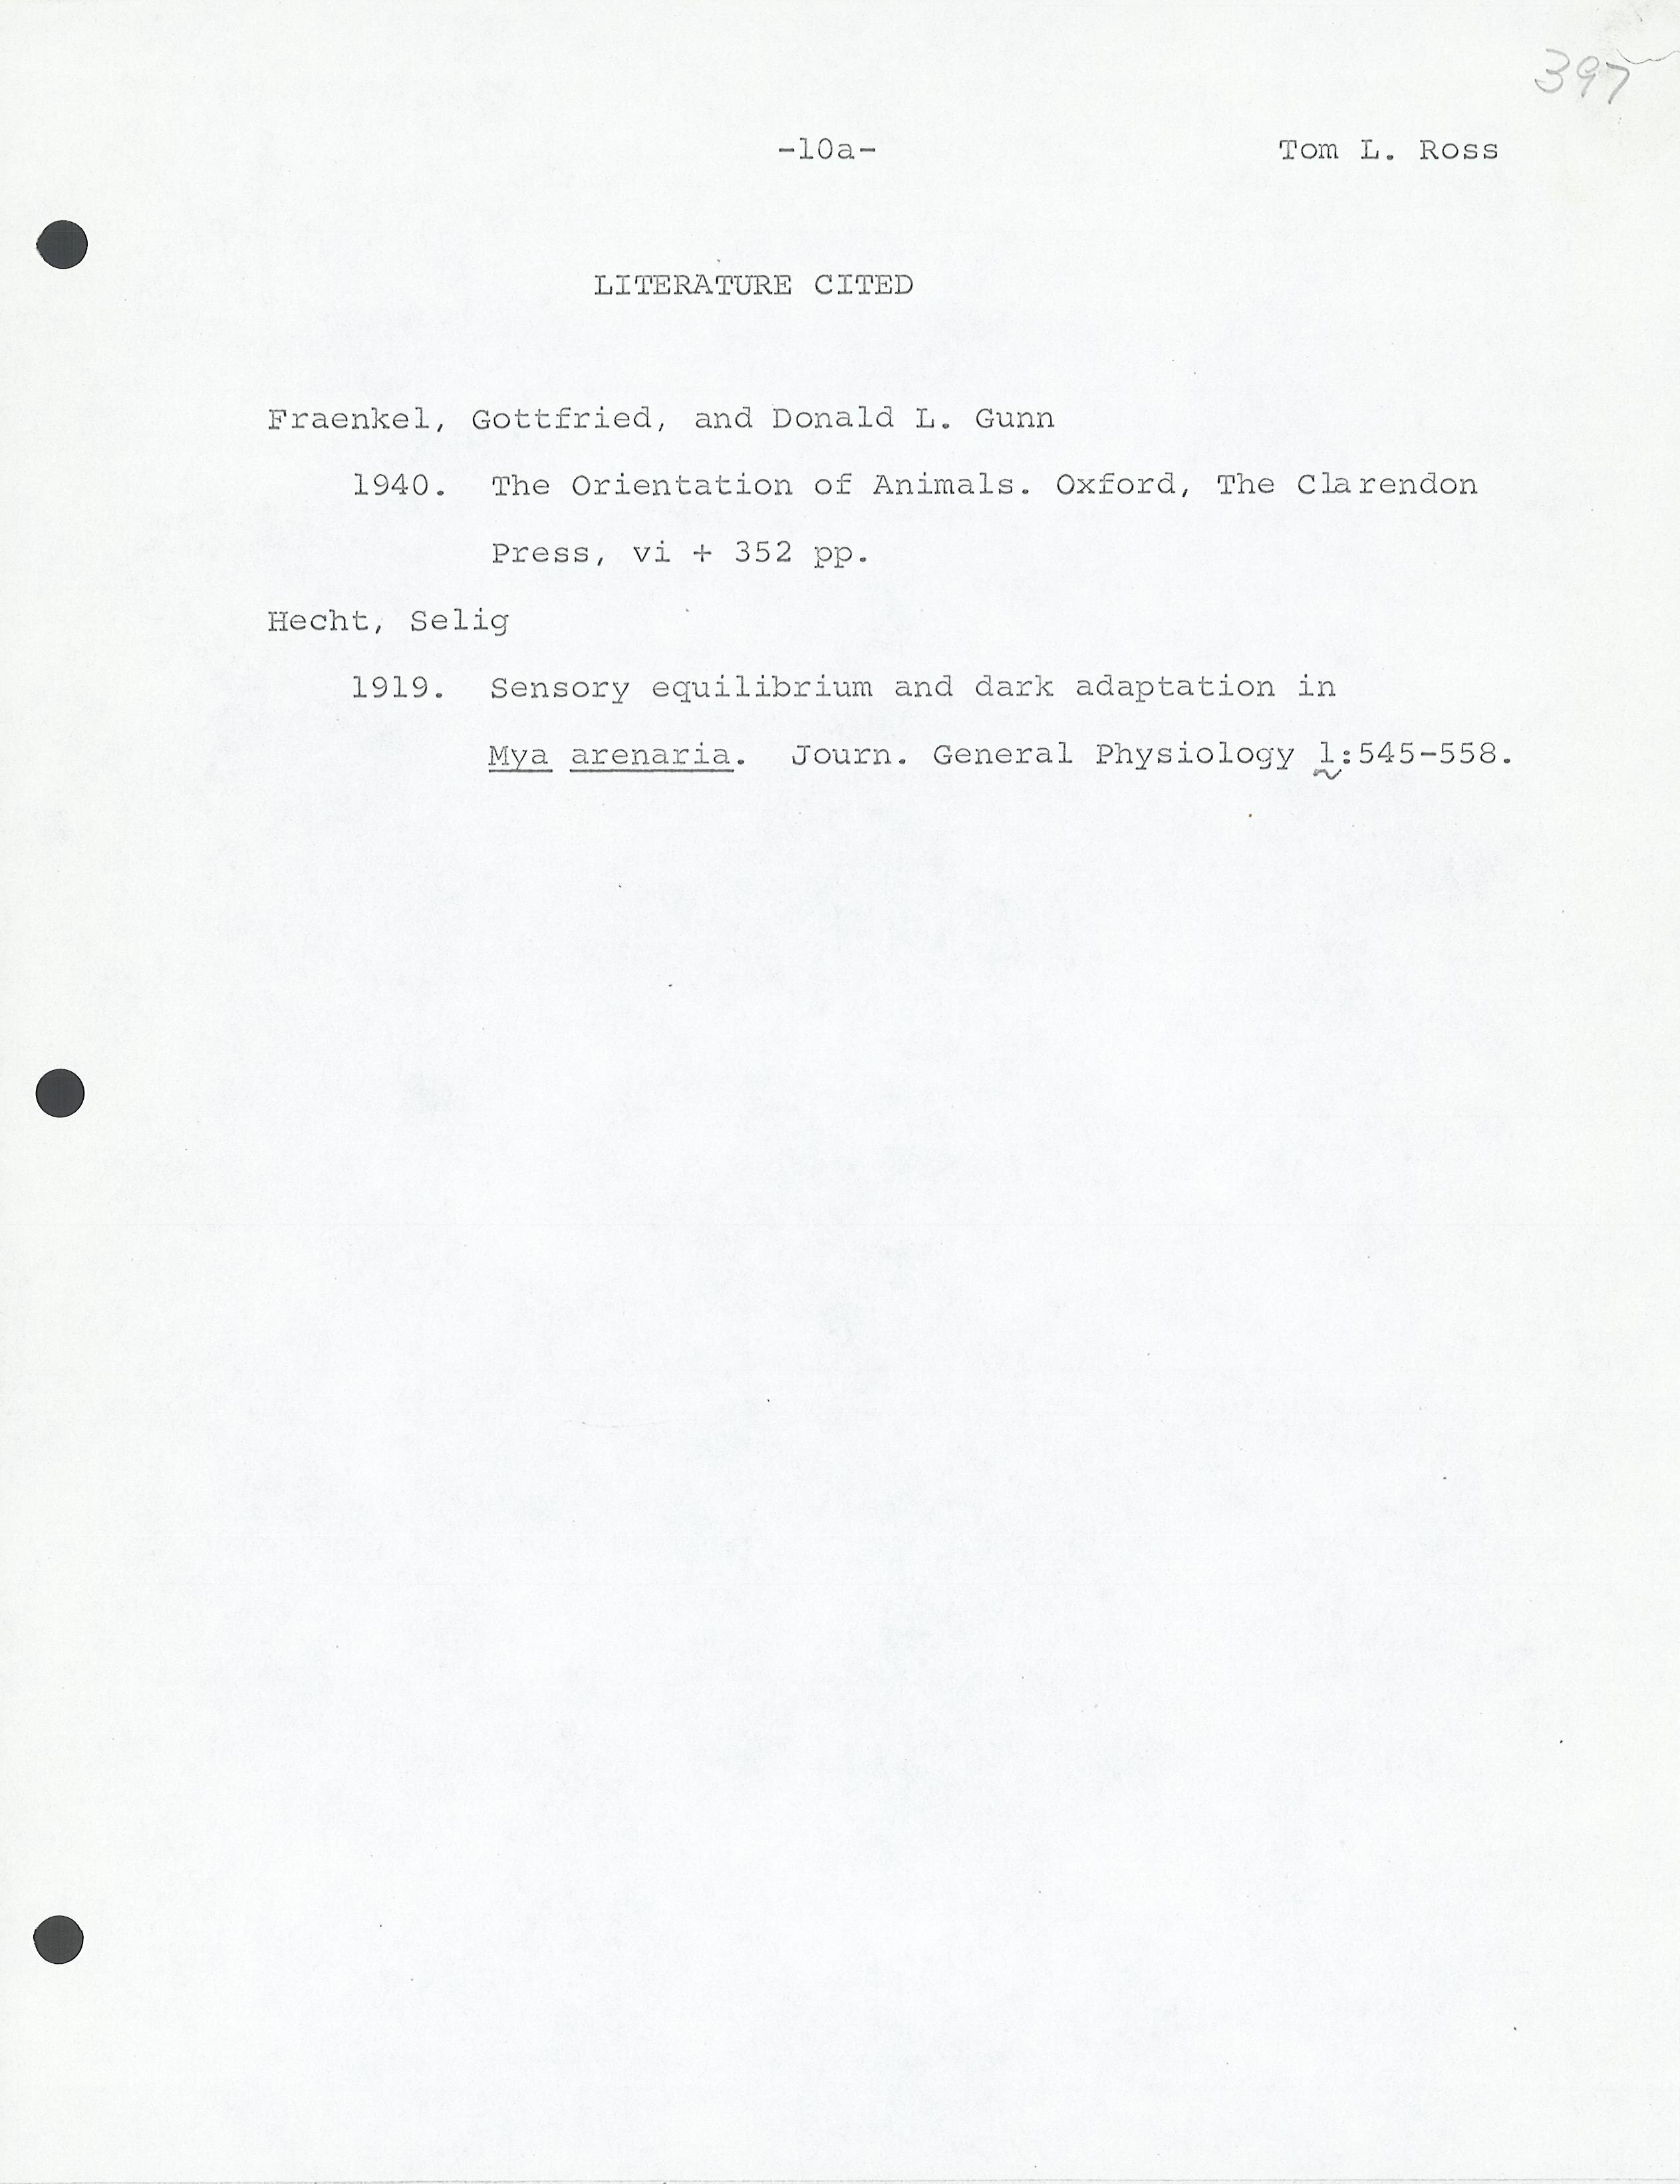 397
-10a- Tom L. Ross
LITERATURE CITED
Fraenkel, Gottfried, and Donald L. Gunn
1940. The Orientation of Animals. Oxford, The Clarendon
Press, vi + 352 pp.
Hecht, Selig
1919. Sensory equilibrium and dark adaptation in
Mya arenaria. Journ. General Physiology 1:545-558.